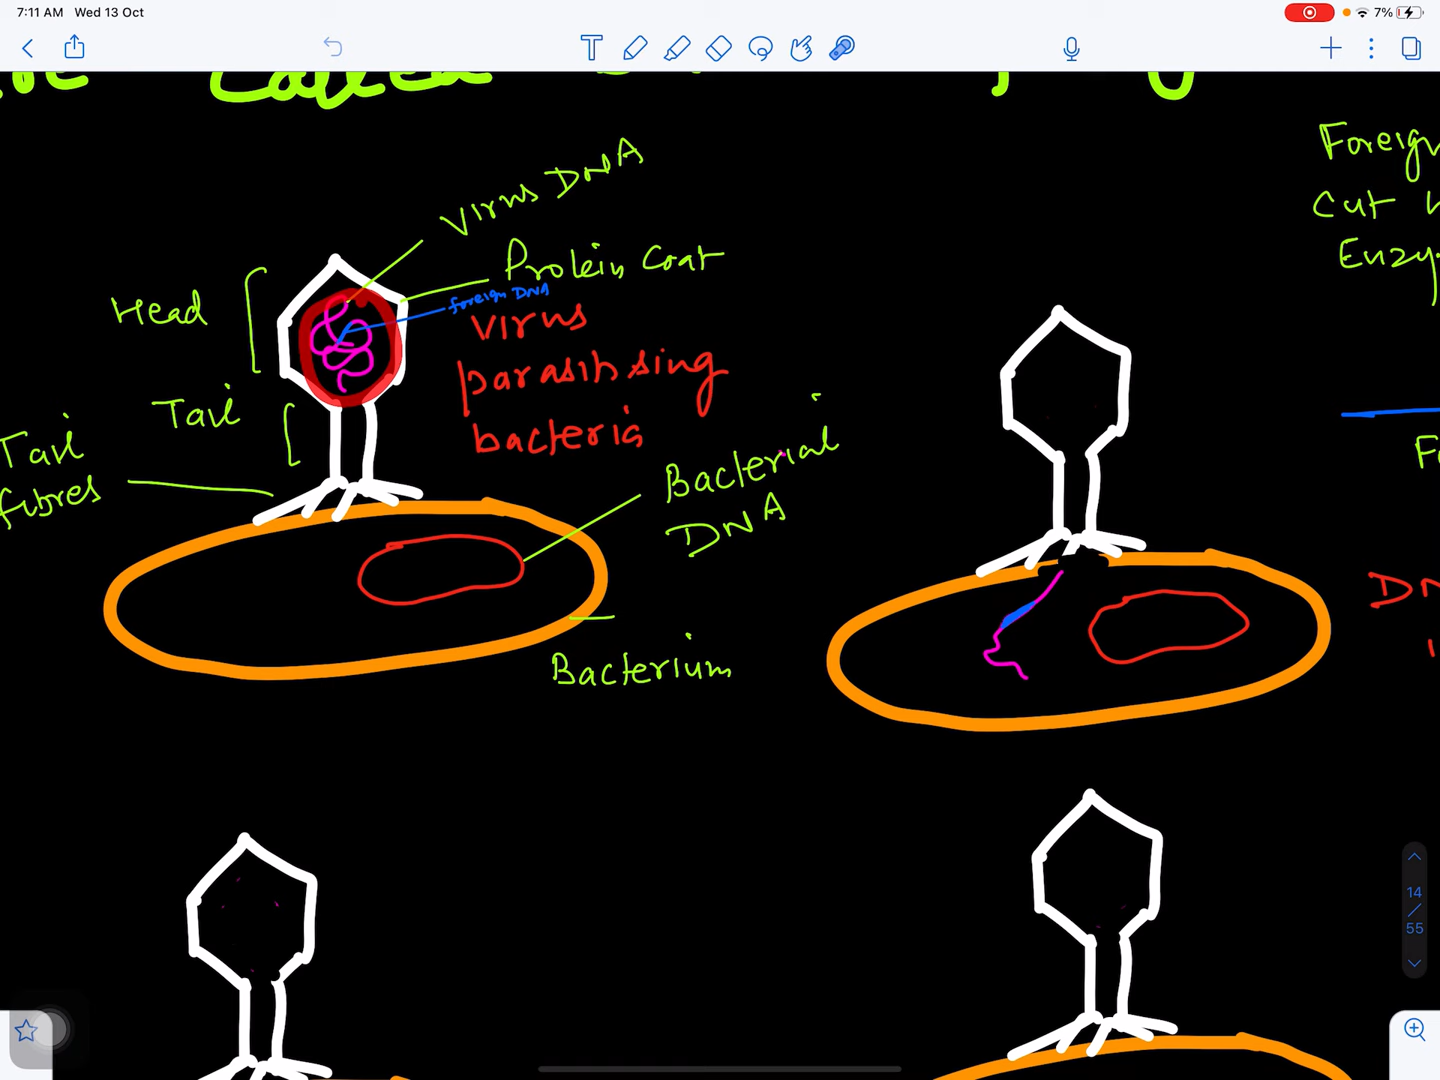 7:11 AM Wed 13 Oct
7%
Called
Virus DNA
Protein Coat
foreign DNA
Head
Virus
parasitising
bacteria
Tail
Tail
fibres
Bacterial
DNA
Bacterium
Foreign
Cut
Enzy
14
/
55